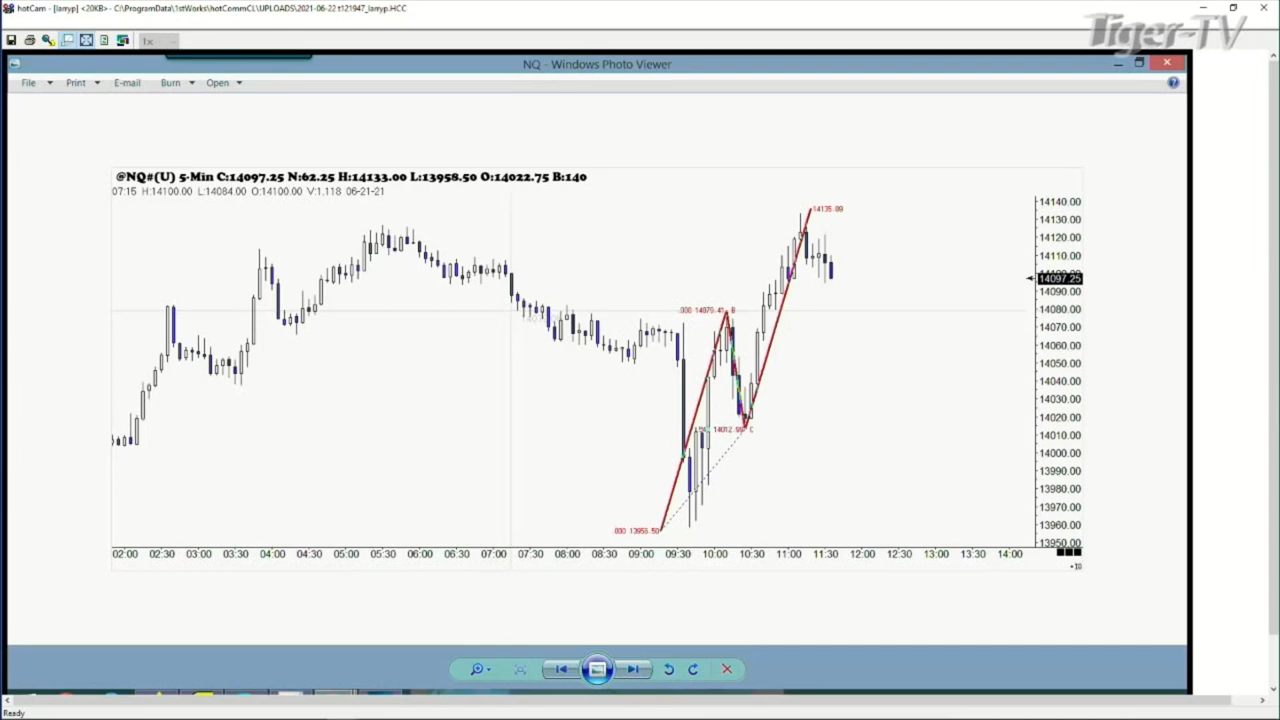 hotCam - [larryp] <20KB> - C:\ProgramData\1stWorks\hotCommCL\UPLOADS\2021-06-22 t121947_larryp.HCC
Tiger-TV
1x
NQ - Windows Photo Viewer
File Print E-mail Burn Open
@NQ#(U) 5-Min C:14097.25 N:62.25 H:14133.00 L:13958.50 O:14022.75 B:140
07:15 H:14100.00 L:14084.00 O:14100.00 V:1,118 06-21-21
14140.00
14135.89
14130.00
14120.00
14110.00
14097.25
14090.00
14080.00
B
14070.00
14060.00
14050.00
14040.00
14030.00
14020.00
C
14010.00
14000.00
13990.00
13980.00
13970.00
13960.00
.000 13958.50
13950.00
02:00 02:30 03:00 03:30 04:00 04:30 05:00 05:30 06:00 06:30 07:00 07:30 08:00 08:30 09:00 09:30 10:00 10:30 11:00 11:30 12:00 12:30 13:00 13:30 14:00
+10
Ready